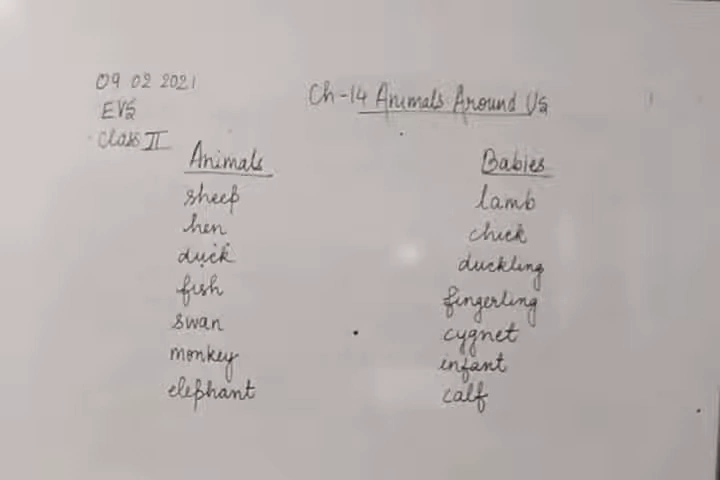 09 02 2021
Ch-14 Animals Around Us
EVS
Class II
Animals Babies
sheep lamb
hen chick
duck duckling
fish fingerling
swan cygnet
monkey infant
elephant calf